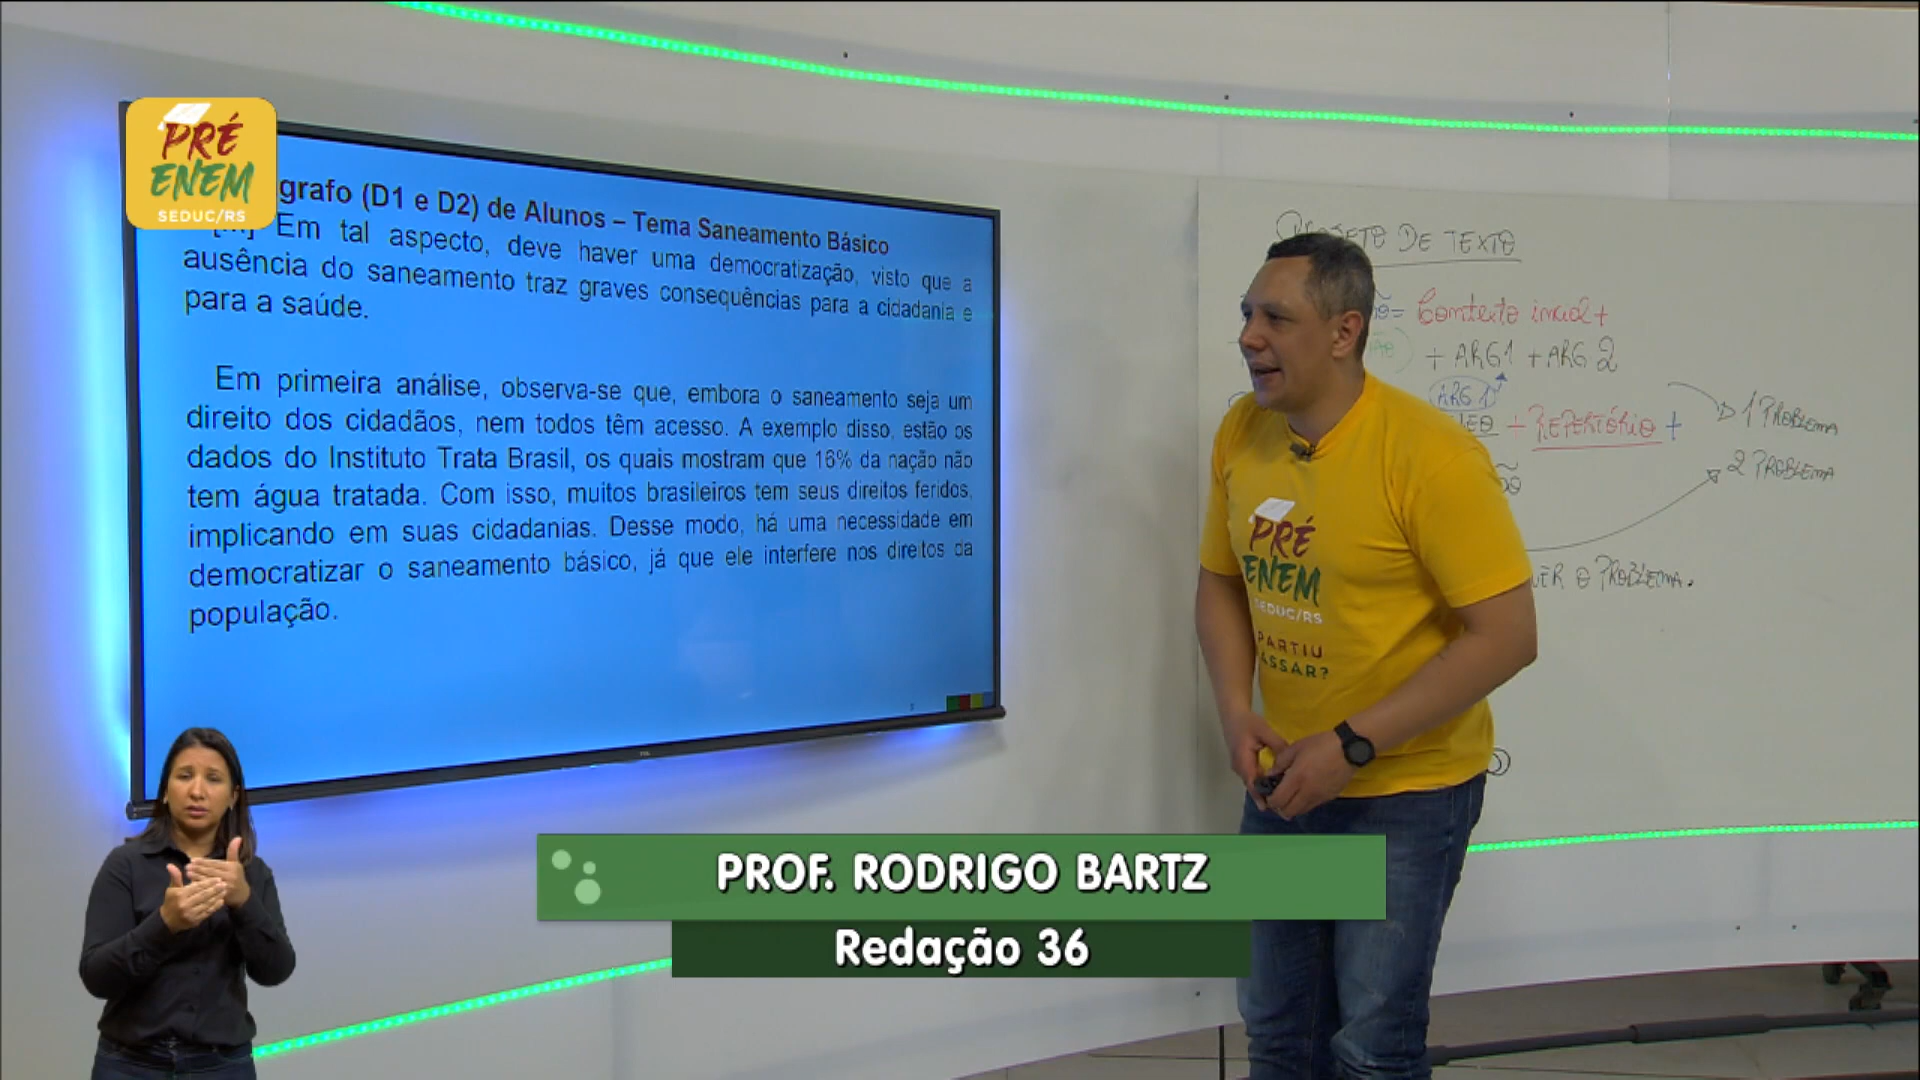 PRÉ
ENEM
SEDUC/RS
grafo (D1 e D2) de Alunos – Tema Saneamento Básico
Em tal aspecto, deve haver uma democratização, visto que a
ausência do saneamento traz graves consequências para a cidadania e
para a saúde.
Em primeira análise, observa-se que, embora o saneamento seja um
direito dos cidadãos, nem todos têm acesso. A exemplo disso, estão os
dados do Instituto Trata Brasil, os quais mostram que 16% da nação não
tem água tratada. Com isso, muitos brasileiros tem seus direitos feridos,
implicando em suas cidadanias. Desse modo, há uma necessidade em
democratizar o saneamento básico, já que ele interfere nos direitos da
população.
DE TEXTO
= Contexto inicial +
+ ARG 1 + ARG 2
ARG 1
+ REPERTÓRIO +
1 PROBLEMA
2 PROBLEMA
O PROBLEMA.
PRÉ
ENEM
SEDUC/RS
PARTIU
ASSAR?
PROF. RODRIGO BARTZ
Redação 36